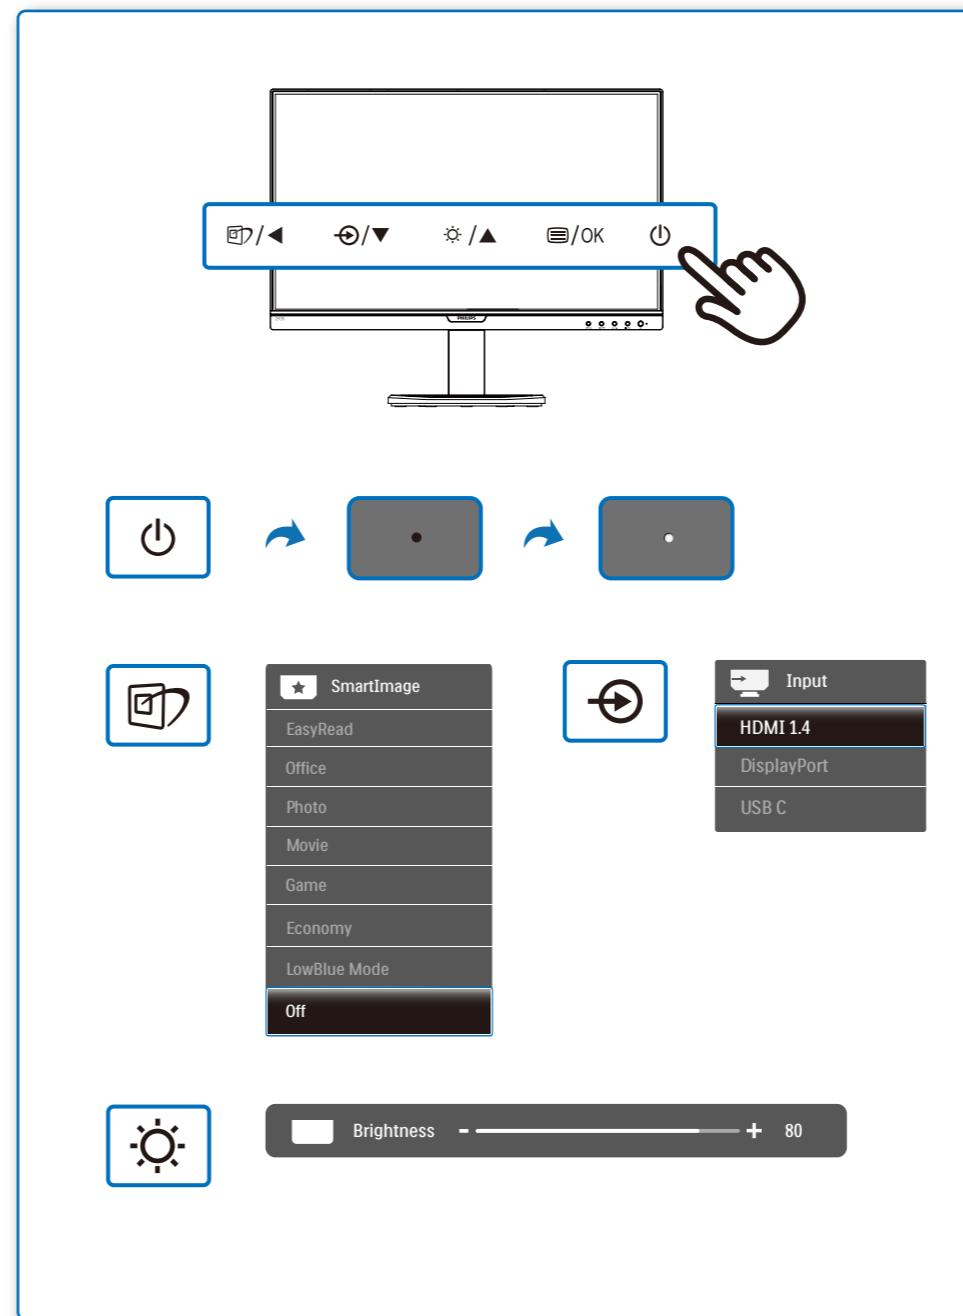 /◀ /▼ /▲ /OK
PHILIPS
SmartImage
EasyRead
Office
Photo
Movie
Game
Economy
LowBlue Mode
Off
Input
HDMI 1.4
DisplayPort
USB C
Brightness - + 80